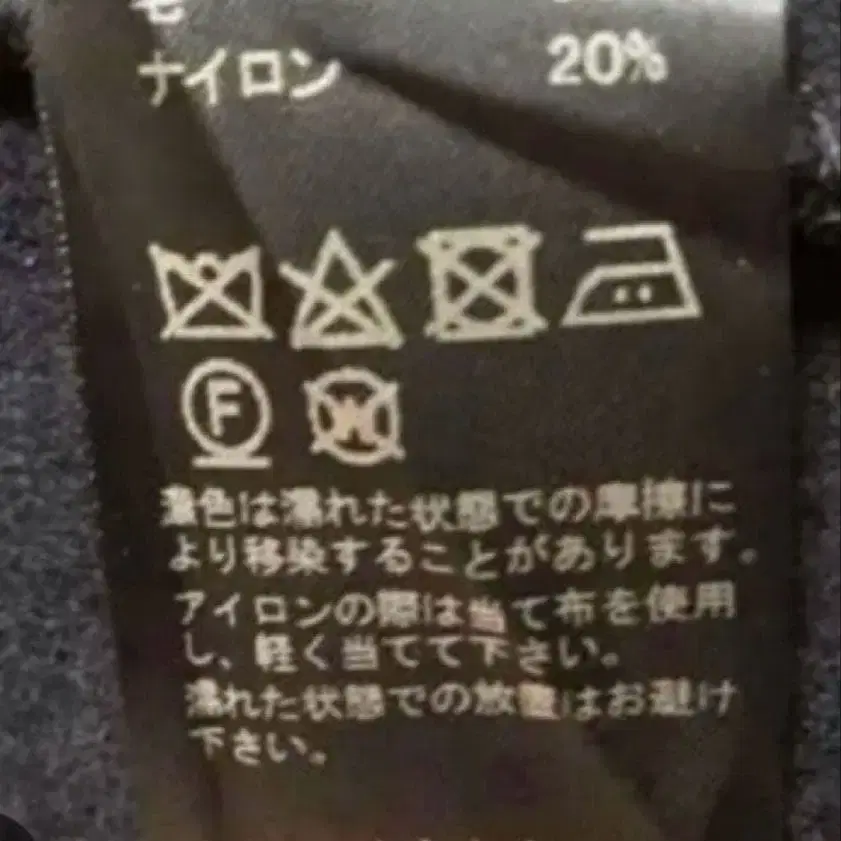 毛
ナイロン 20%
F
W
濃色は濡れた状態での摩擦に
より移染することがあります。
アイロンの際は当て布を使用
し、軽く当てて下さい。
濡れた状態での放置はお避け
下さい。